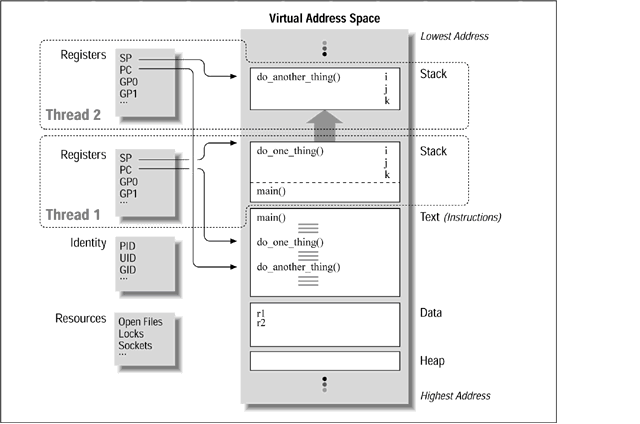 Virtual Address Space
Lowest Address
Registers
SP
PC
GP0
GP1
...
Thread 2
do_another_thing()
i
j
k
Stack
Registers
SP
PC
GP0
GP1
...
Thread 1
do_one_thing()
i
j
k
main()
Stack
main()
do_one_thing()
do_another_thing()
Text (Instructions)
Identity
PID
UID
GID
...
Resources
Open Files
Locks
Sockets
...
r1
r2
Data
Heap
Highest Address